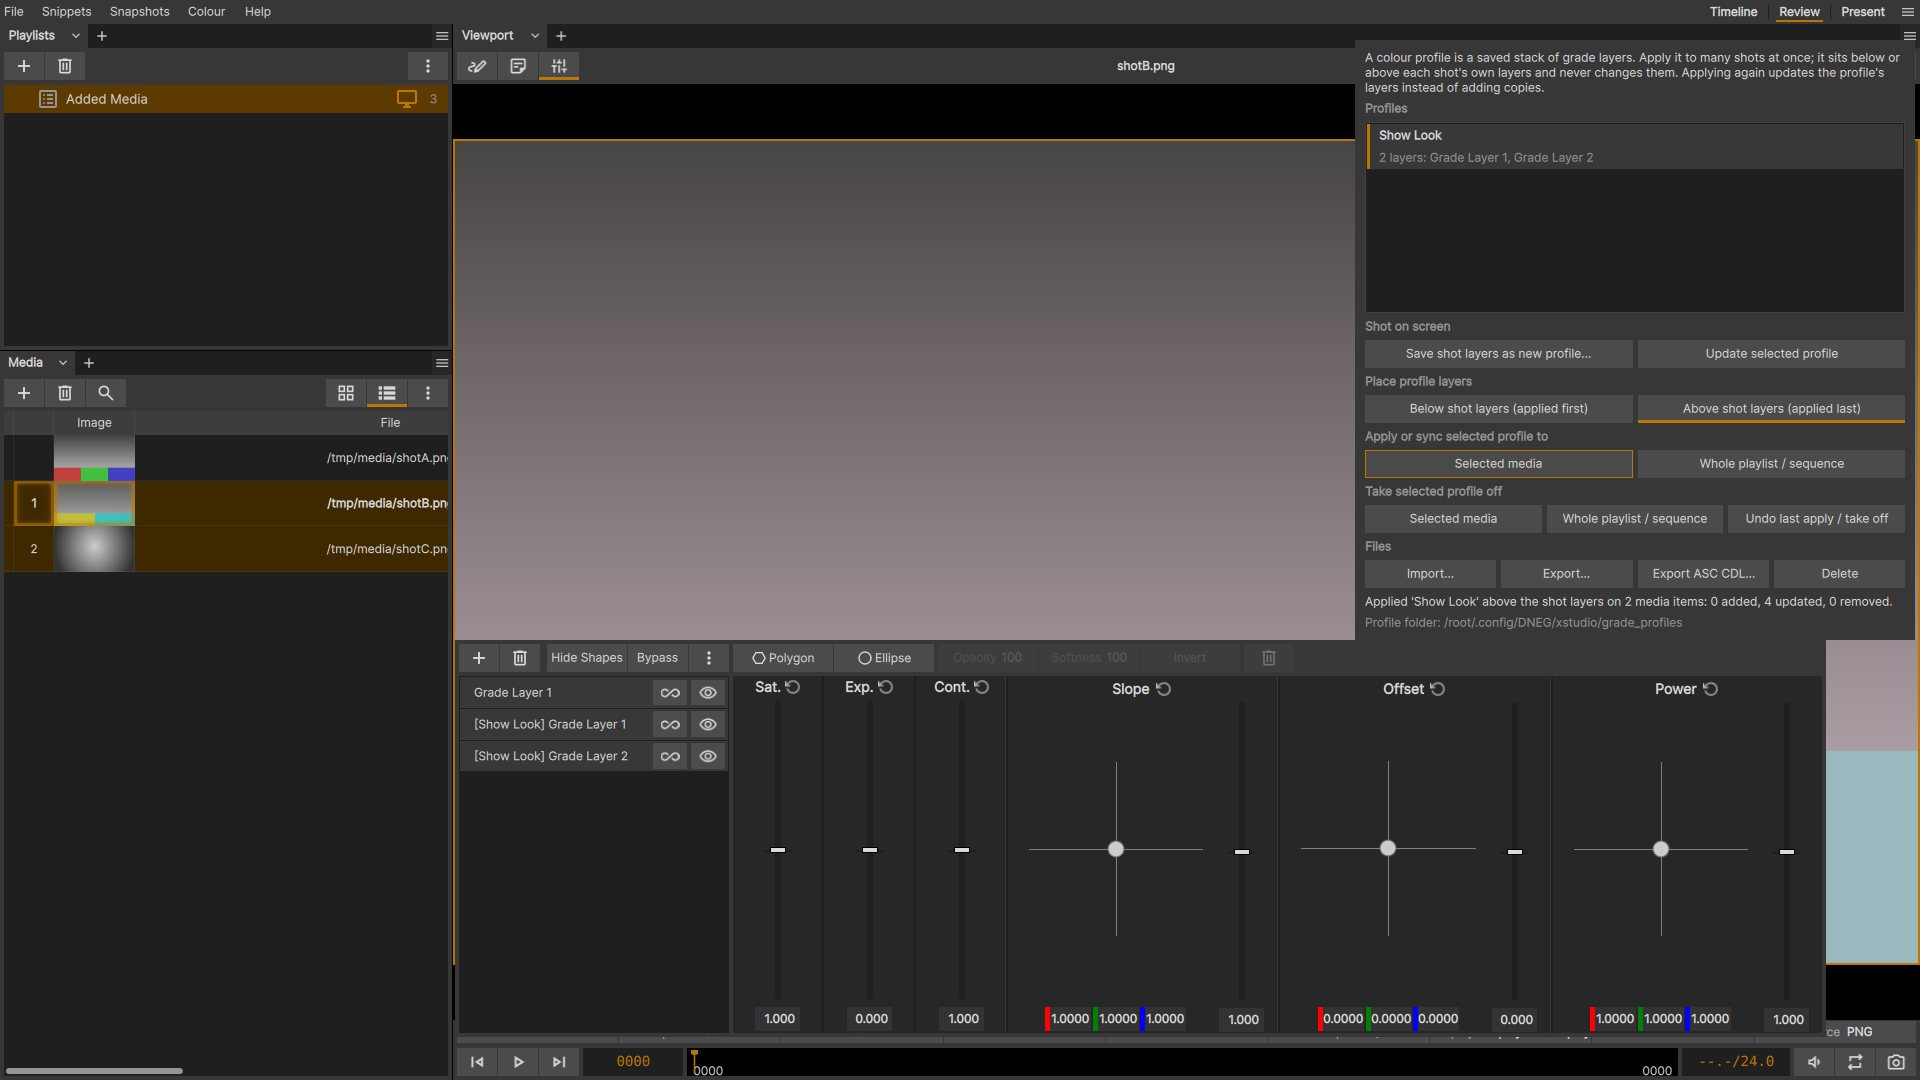 File Snippets Snapshots Colour Help
Timeline Review Present
Playlists
Viewport
shotB.png
Added Media 3
A colour profile is a saved stack of grade layers. Apply it to many shots at once; it sits below or
above each shot's own layers and never changes them. Applying again updates the profile's
layers instead of adding copies.
Profiles
Show Look
2 layers: Grade Layer 1, Grade Layer 2
Shot on screen
Save shot layers as new profile... Update selected profile
Place profile layers
Below shot layers (applied first) Above shot layers (applied last)
Apply or sync selected profile to
Selected media Whole playlist / sequence
Take selected profile off
Selected media Whole playlist / sequence Undo last apply / take off
Files
Import... Export... Export ASC CDL... Delete
Applied 'Show Look' above the shot layers on 2 media items: 0 added, 4 updated, 0 removed.
Profile folder: /root/.config/DNEG/xstudio/grade_profiles
Media
Image File
/tmp/media/shotA.pn
1 /tmp/media/shotB.pn
2 /tmp/media/shotC.pn
Hide Shapes Bypass Polygon Ellipse Opacity 100 Softness 100 Invert
Grade Layer 1
[Show Look] Grade Layer 1
[Show Look] Grade Layer 2
Sat. Exp. Cont. Slope Offset Power
1.000 0.000 1.000 1.0000 1.0000 1.0000 1.000 0.0000 0.0000 0.0000 0.000 1.0000 1.0000 1.0000 1.000
ce PNG
0000 0000 0000 --.-/24.0